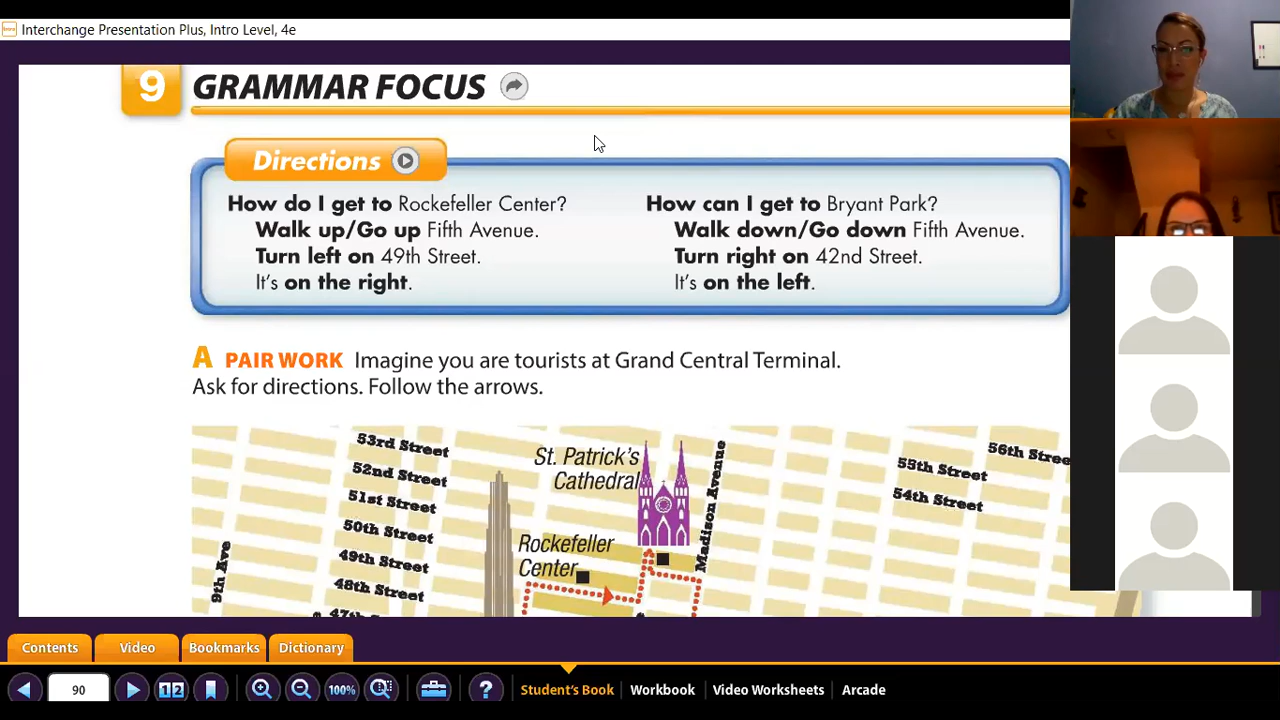 Interchange Presentation Plus, Intro Level, 4e
9 GRAMMAR FOCUS
Directions
How do I get to Rockefeller Center?
Walk up/Go up Fifth Avenue.
Turn left on 49th Street.
It's on the right.
How can I get to Bryant Park?
Walk down/Go down Fifth Avenue.
Turn right on 42nd Street.
It's on the left.
A PAIR WORK Imagine you are tourists at Grand Central Terminal.
Ask for directions. Follow the arrows.
53rd Street
52nd Street
51st Street
50th Street
49th Street
48th Street
9th Ave
St. Patrick's
Cathedral
Rockefeller
Center
Madison Avenue
55th Street
54th Street
56th
Contents
Video
Bookmarks
Dictionary
90
12
100%
?
Student's Book
Workbook
Video Worksheets
Arcade